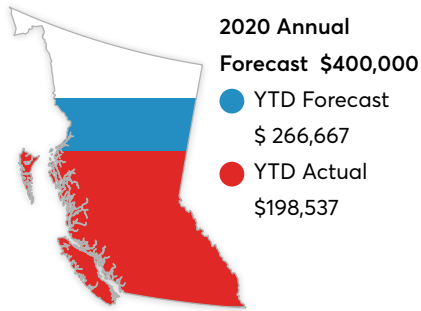 2020 Annual
Forecast $400,000
YTD Forecast
$ 266,667
YTD Actual
$198,537